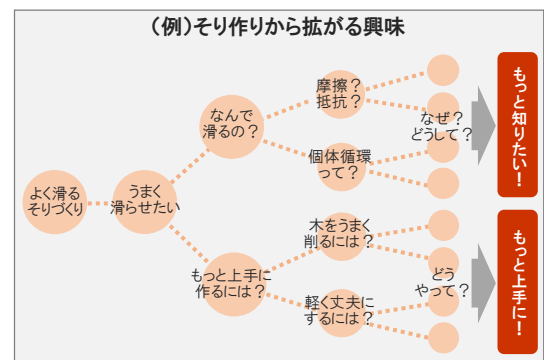 （例）そり作りから拡がる興味
よく滑る
そりづくり
うまく
滑らせたい
なんで
滑るの？
摩擦？
抵抗？
個体循環
って？
なぜ？
どうして？
もっと知りたい！
もっと上手に
作るには？
木をうまく
削るには？
軽く丈夫に
するには？
どう
やって？
もっと上手に！